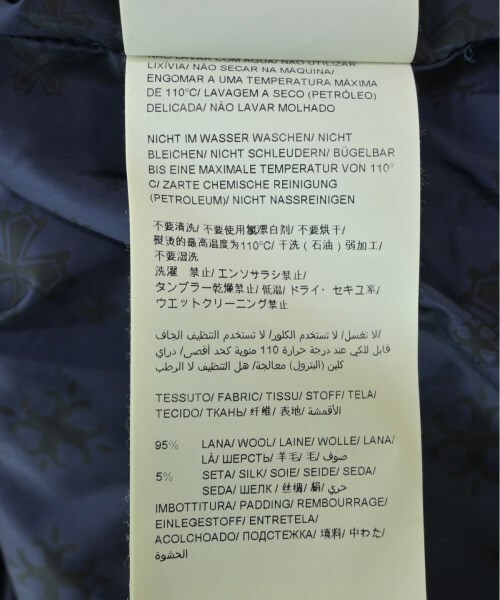 NÃO LAVAR COM ÁGUA/ NÃO UTILIZAR
LIXÍVIA/ NÃO SECAR NA MÁQUINA/
ENGOMAR A UMA TEMPERATURA MÁXIMA
DE 110°C/ LAVAGEM A SECO (PETRÓLEO)
DELICADA/ NÃO LAVAR MOLHADO
NICHT IM WASSER WASCHEN/ NICHT
BLEICHEN/ NICHT SCHLEUDERN/ BÜGELBAR
BIS EINE MAXIMALE TEMPERATUR VON 110°
C/ ZARTE CHEMISCHE REINIGUNG
(PETROLEUM)/ NICHT NASSREINIGEN
不要清洗/ 不要使用氯漂白剂/ 不要烘干/
熨烫的最高温度为110°C/ 干洗（石油）弱加工/
不要湿洗
洗濯 禁止/ エンソサラシ禁止/
タンブラー乾燥禁止/ 低温/ ドライ・セキユ系/
ウエットクリーニング禁止
/لا تغسل/ لا تستخدم الكلور/ لا تستخدم التنظيف الجاف
قابل للكي عند درجة حرارة 110 مئوية كحد أقصى/ دراي
كلين (البترول) معالجة/ هل التنظيف لا الرطب
TESSUTO/ FABRIC/ TISSU/ STOFF/ TELA/
TECIDO/ ТКАНЬ/ 纤维/ 表地/ الأقمشة
95% LANA/ WOOL/ LAINE/ WOLLE/ LANA/
LÃ/ ШЕРСТЬ/ 羊毛/ 毛/ صوف
5% SETA/ SILK/ SOIE/ SEIDE/ SEDA/
SEDA/ ШЕЛК / 丝绸/ 絹/ حري
IMBOTTITURA/ PADDING/ REMBOURRAGE/
EINLEGESTOFF/ ENTRETELA/
ACOLCHOADO/ ПОДСТЕЖКА/ 填料/ 中わた/
الحشوة